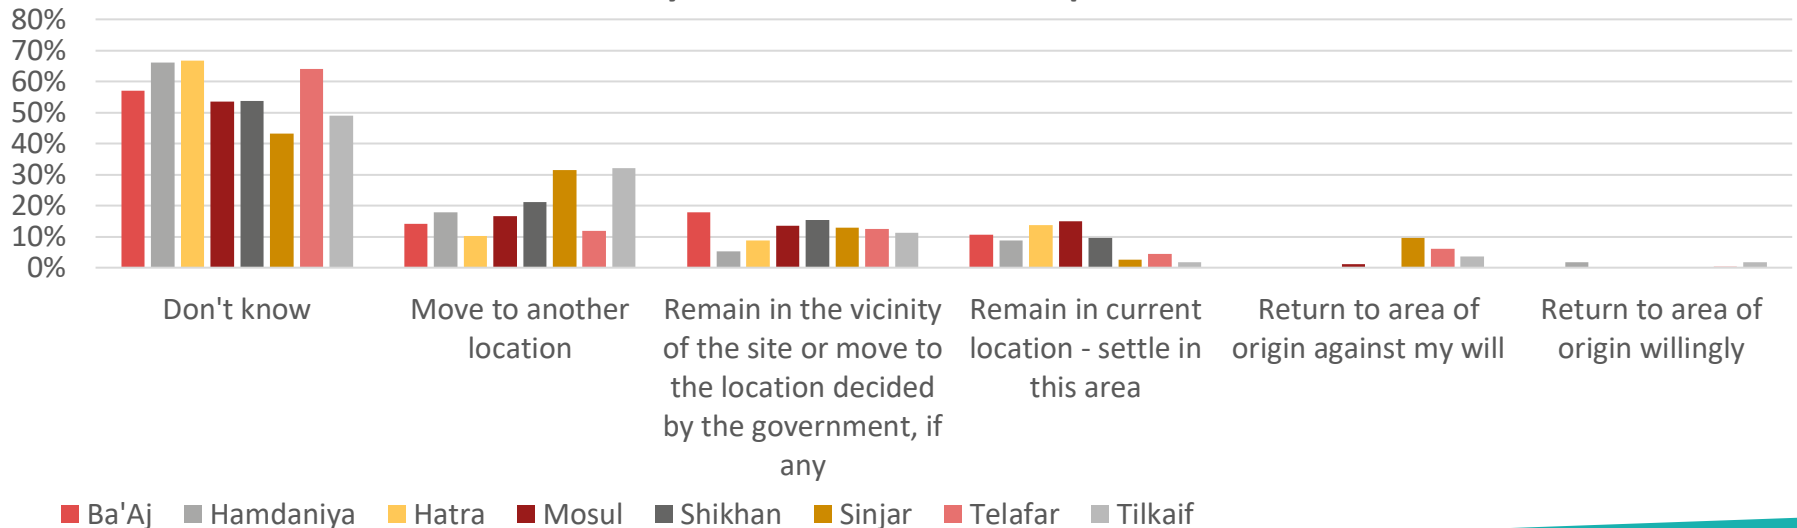 80%
70%
60%
50%
40%
30%
20%
10%
0%
Don't know
Move to another
location
Remain in the vicinity
of the site or move to
the location decided
by the government, if
any
Remain in current
location - settle in
this area
Return to area of
origin against my will
Return to area of
origin willingly
Ba'Aj Hamdaniya Hatra Mosul Shikhan Sinjar Telafar Tilkaif